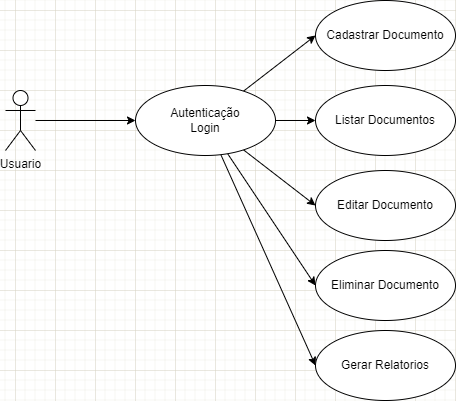 Cadastrar Documento
Autenticação
Login
Listar Documentos
Usuario
Editar Documento
Eliminar Documento
Gerar Relatorios